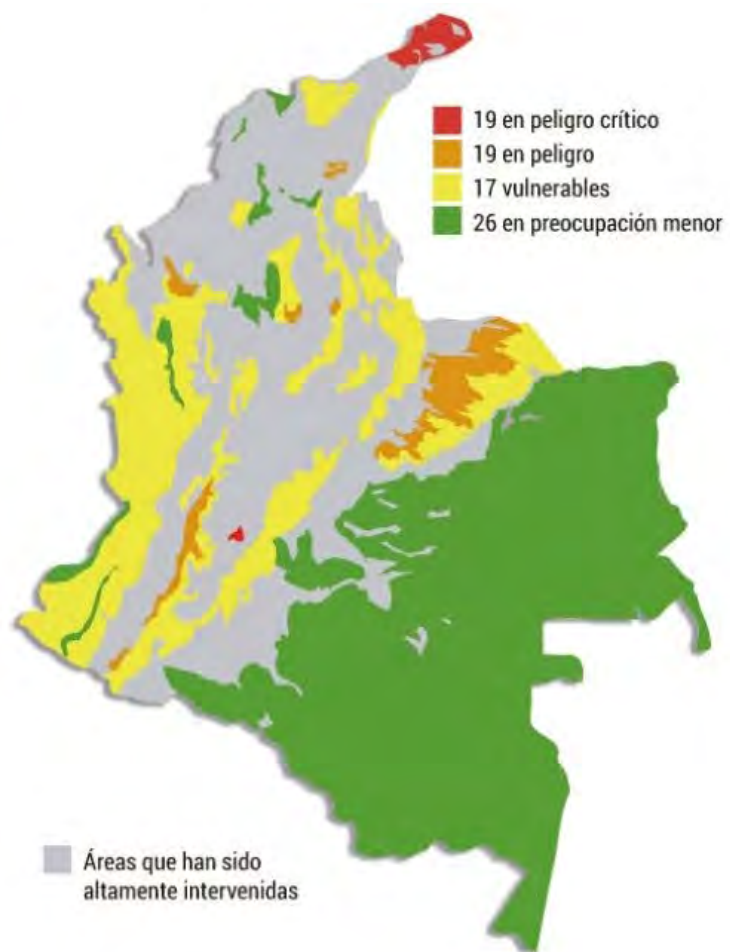 19 en peligro crítico
19 en peligro
17 vulnerables
26 en preocupación menor
Áreas que han sido
altamente intervenidas